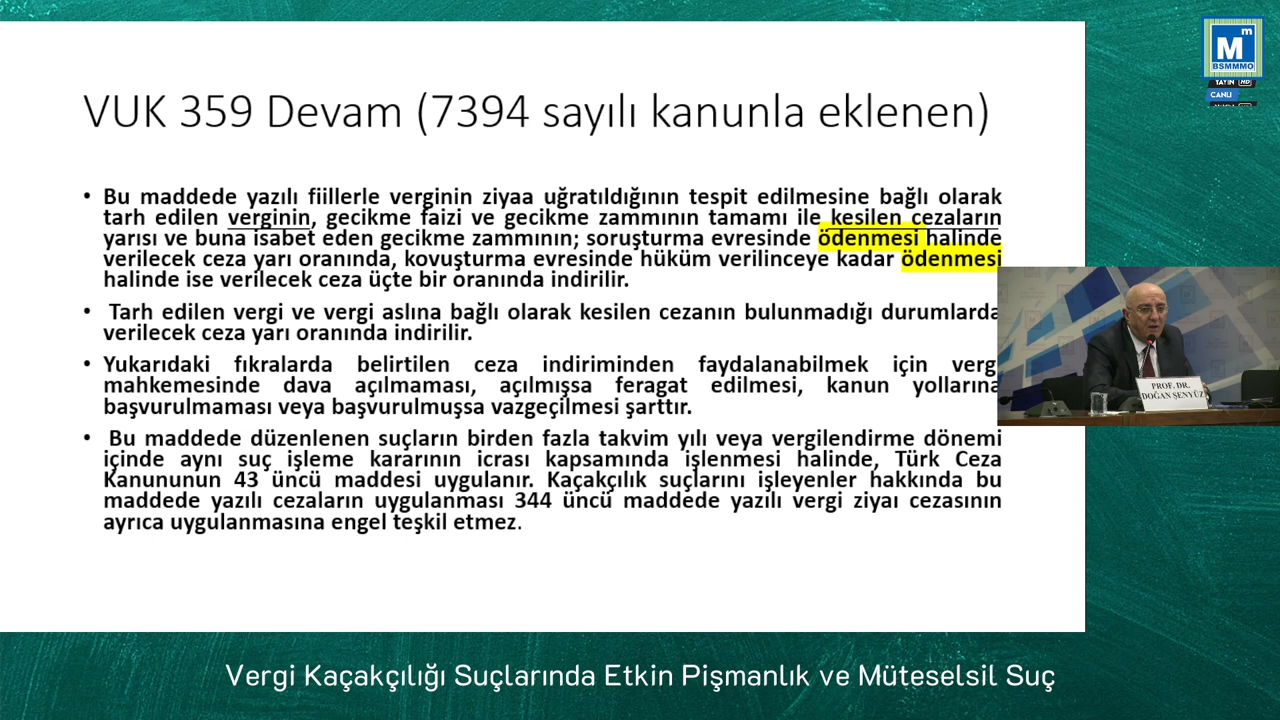 VUK 359 Devam (7394 sayılı kanunla eklenen)
• Bu maddede yazılı fiillerle verginin ziyaa uğratıldığının tespit edilmesine bağlı olarak
tarh edilen verginin, gecikme faizi ve gecikme zammının tamamı ile kesilen cezaların
yarısı ve buna isabet eden gecikme zammının; soruşturma evresinde ödenmesi halinde
verilecek ceza yarı oranında, kovuşturma evresinde hüküm verilinceye kadar ödenmesi
halinde ise verilecek ceza üçte bir oranında indirilir.
• Tarh edilen vergi ve vergi aslına bağlı olarak kesilen cezanın bulunmadığı durumlarda
verilecek ceza yarı oranında indirilir.
• Yukarıdaki fıkralarda belirtilen ceza indiriminden faydalanabilmek için verg
mahkemesinde dava açılmaması, açılmışsa feragat edilmesi, kanun yollarına
başvurulmaması veya başvurulmuşsa vazgeçilmesi şarttır.
• Bu maddede düzenlenen suçların birden fazla takvim yılı veya vergilendirme dönemi
içinde aynı suç işleme kararının icrası kapsamında işlenmesi halinde, Türk Ceza
Kanununun 43 üncü maddesi uygulanır. Kaçakçılık suçlarını işleyenler hakkında bu
maddede yazılı cezaların uygulanması 344 üncü maddede yazılı vergi ziyaı cezasının
ayrıca uygulanmasına engel teşkil etmez.
Mm
BSMMMO
YAYIN HD
CANLI
PROF. DR.
DOĞAN ŞENYÜZ
Vergi Kaçakçılığı Suçlarında Etkin Pişmanlık ve Müteselsil Suç